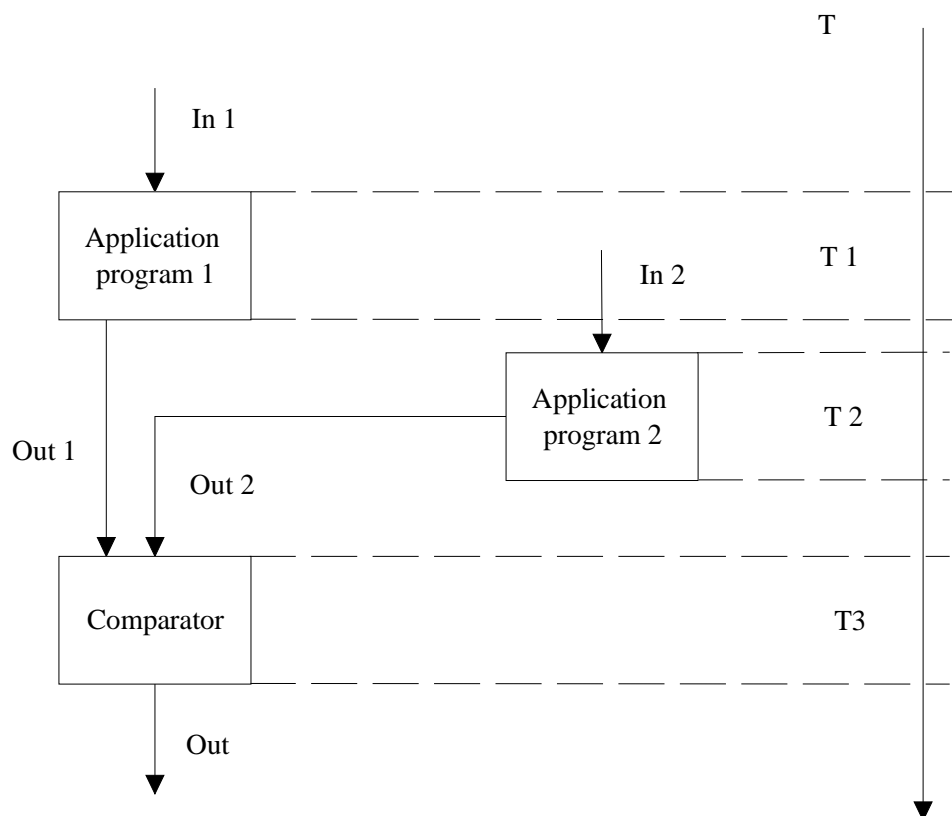 T
In 1
Application
program 1
T 1
In 2
Application
program 2
T 2
Out 1
Out 2
Comparator
T3
Out